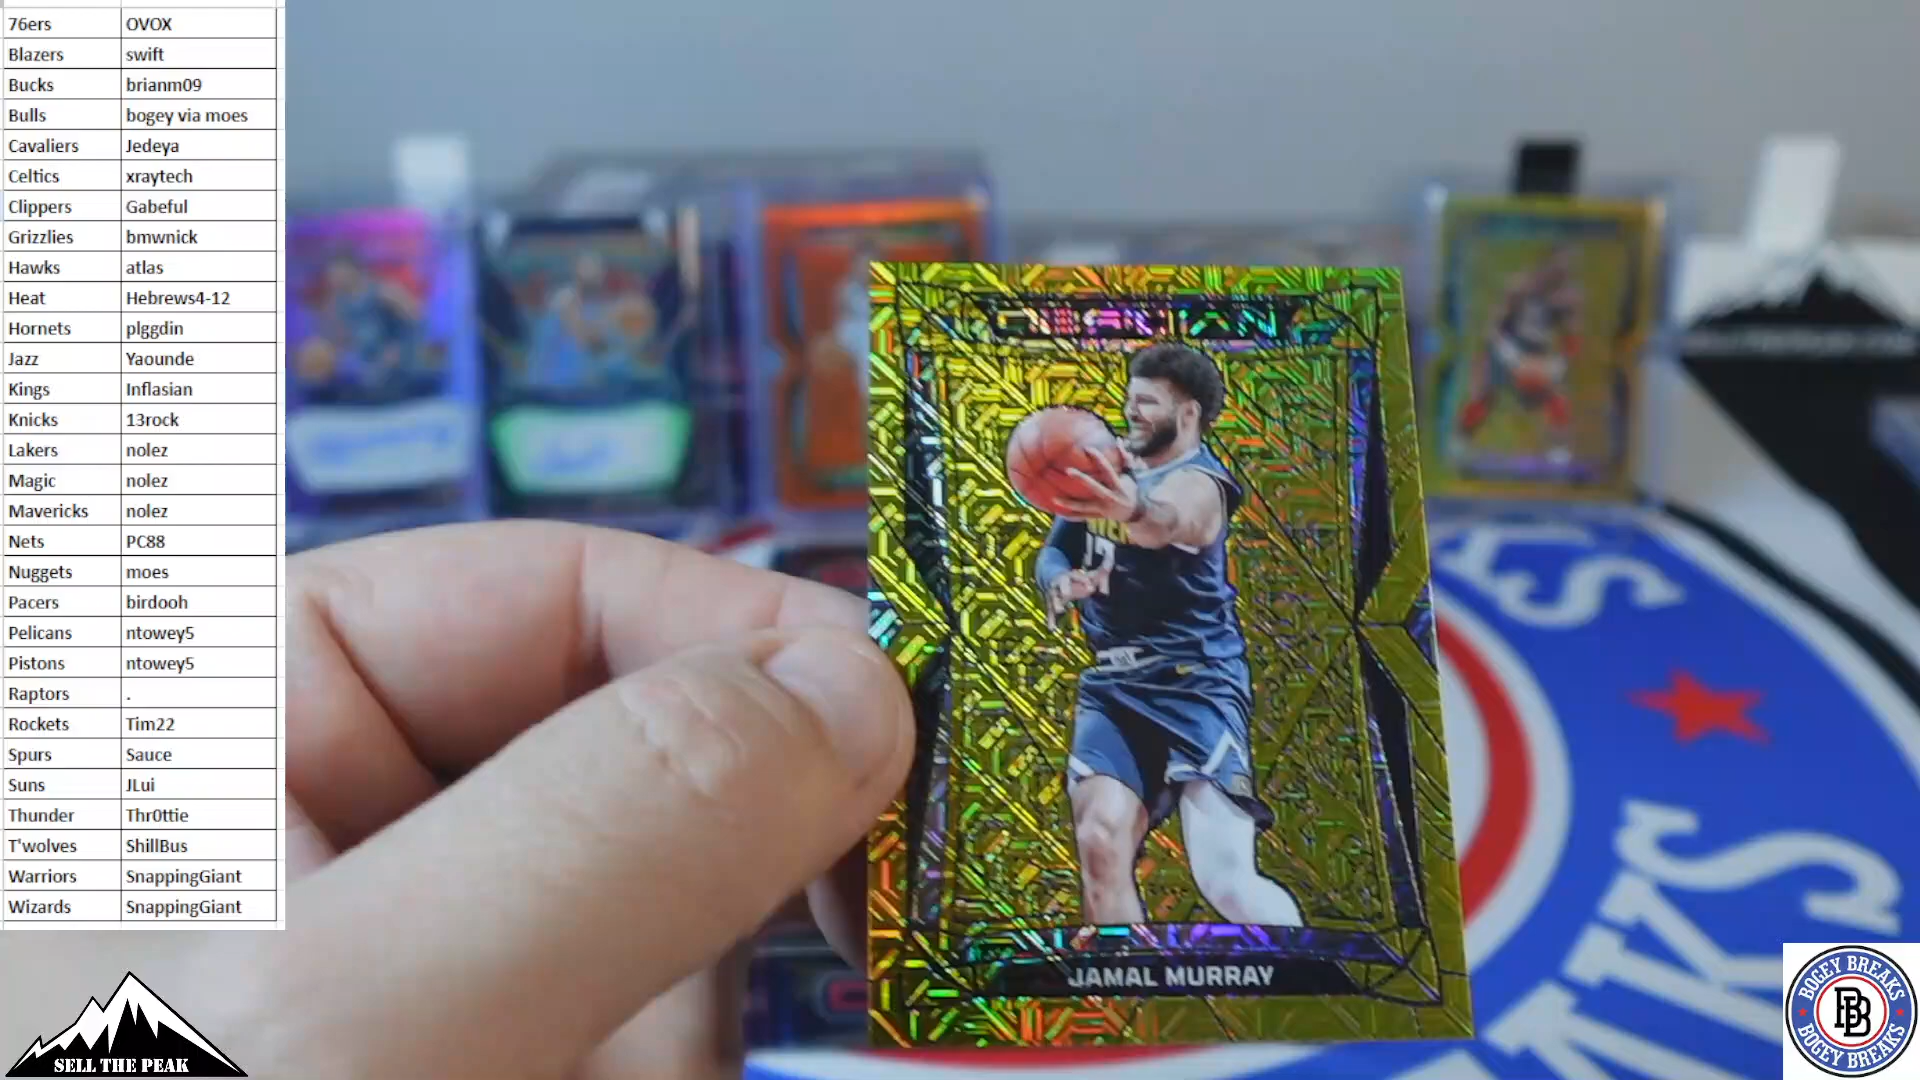 76ers OVOX
Blazers swift
Bucks brianm09
Bulls bogey via moes
Cavaliers Jedeya
Celtics xraytech
Clippers Gabeful
Grizzlies bmwnick
Hawks atlas
Heat Hebrews4-12
Hornets plggdin
Jazz Yaounde
Kings Inflasian
Knicks 13rock
Lakers nolez
Magic nolez
Mavericks nolez
Nets PC88
Nuggets moes
Pacers birdooh
Pelicans ntowey5
Pistons ntowey5
Raptors .
Rockets Tim22
Spurs Sauce
Suns JLui
Thunder Thr0ttie
T'wolves ShillBus
Warriors SnappingGiant
Wizards SnappingGiant
OBSIDIAN
JAMAL MURRAY
SELL THE PEAK
BOGEY BREAKS
BB
BOGEY BREAKS